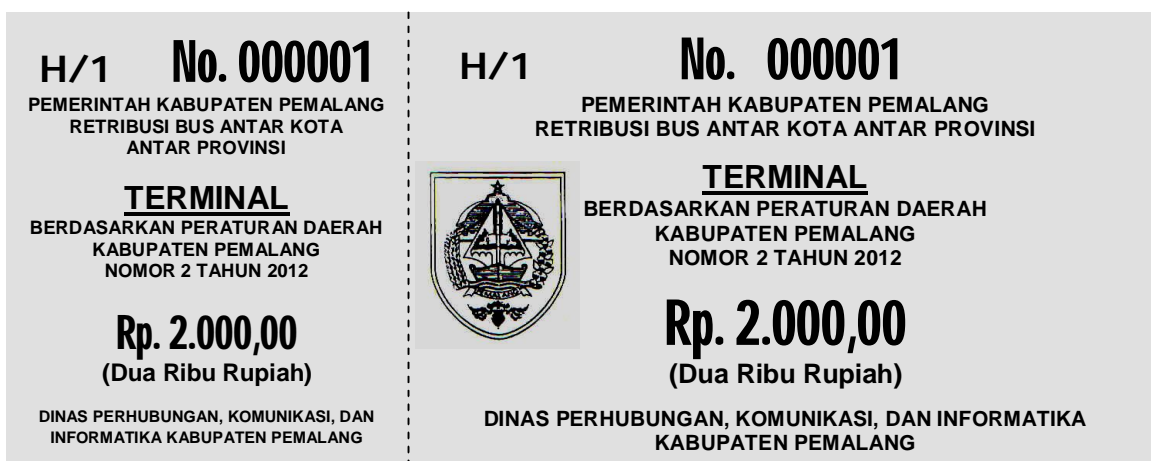 H/1 No. 000001
PEMERINTAH KABUPATEN PEMALANG
RETRIBUSI BUS ANTAR KOTA
ANTAR PROVINSI
TERMINAL
BERDASARKAN PERATURAN DAERAH
KABUPATEN PEMALANG
NOMOR 2 TAHUN 2012
Rp. 2.000,00
(Dua Ribu Rupiah)
DINAS PERHUBUNGAN, KOMUNIKASI, DAN
INFORMATIKA KABUPATEN PEMALANG
H/1 No. 000001
PEMERINTAH KABUPATEN PEMALANG
RETRIBUSI BUS ANTAR KOTA ANTAR PROVINSI
TERMINAL
BERDASARKAN PERATURAN DAERAH
KABUPATEN PEMALANG
NOMOR 2 TAHUN 2012
PEMALANG
Rp. 2.000,00
(Dua Ribu Rupiah)
DINAS PERHUBUNGAN, KOMUNIKASI, DAN INFORMATIKA
KABUPATEN PEMALANG